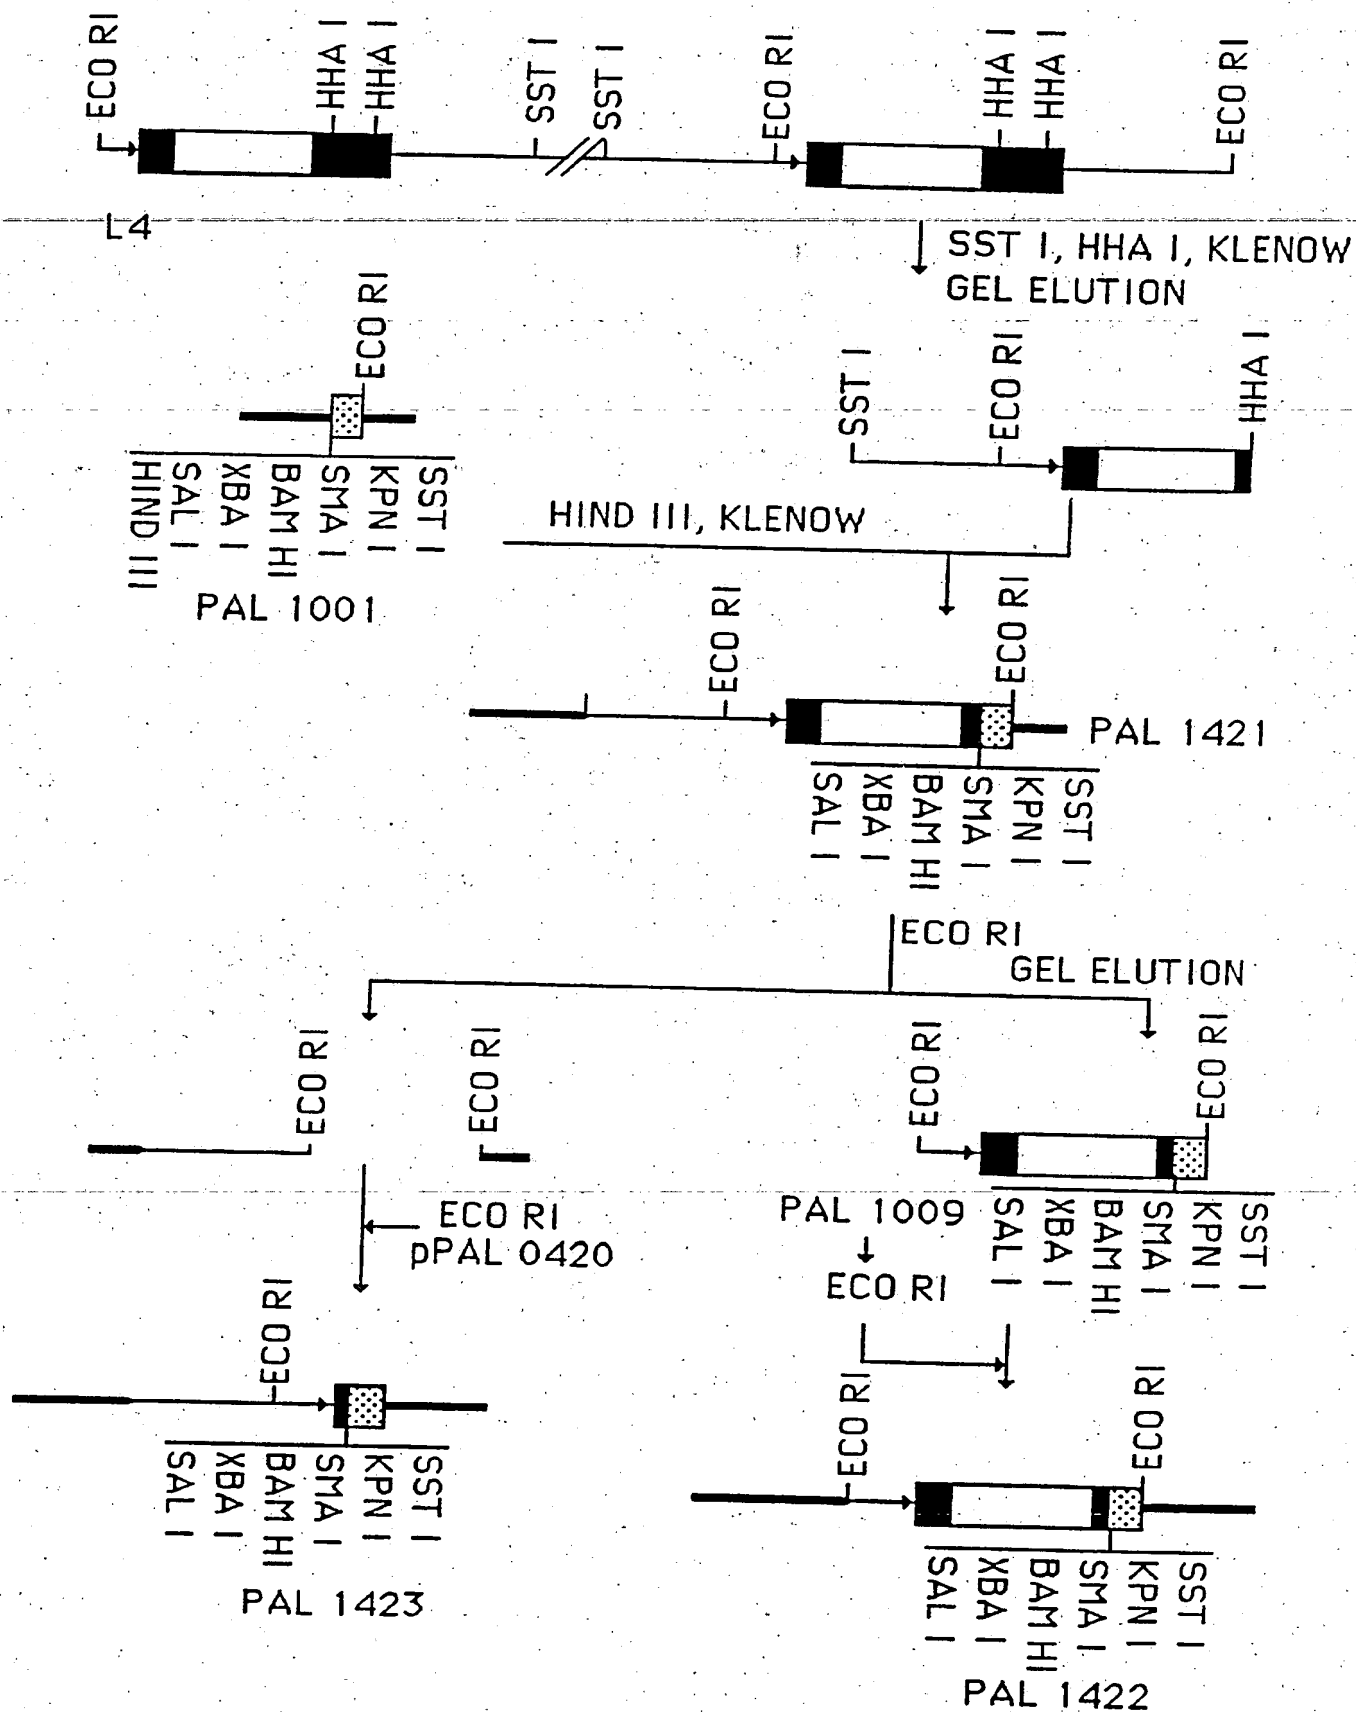 ECO RI
HHA I
HHA I
SST I
SST I
ECO RI
HHA I
HHA I
ECO RI
L4
SST I, HHA I, KLENOW
GEL ELUTION
ECO RI
HIND III
SAL I
XBA I
BAM HI
SMA I
KPN I
SST I
PAL 1001
SST I
ECO RI
HHA I
HIND III, KLENOW
ECO RI
ECO RI
PAL 1421
SAL I
XBA I
BAM HI
SMA I
KPN I
SST I
ECO RI
GEL ELUTION
ECO RI
ECO RI
ECO RI
ECO RI
ECO RI
pPAL 0420
PAL 1009
ECO RI
SAL I
XBA I
BAM HI
SMA I
KPN I
SST I
ECO RI
SAL I
XBA I
BAM HI
SMA I
KPN I
SST I
PAL 1423
ECO RI
ECO RI
SAL I
XBA I
BAM HI
SMA I
KPN I
SST I
PAL 1422